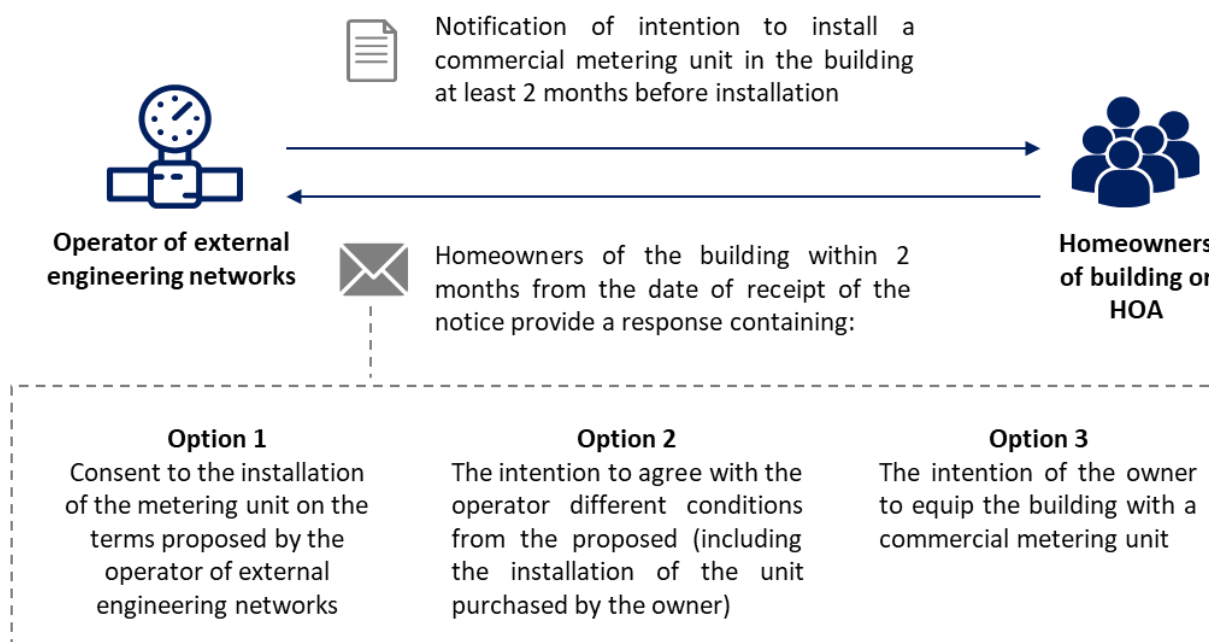 Notification of intention to install a
commercial metering unit in the building
at least 2 months before installation
Operator of external
engineering networks
Homeowners
of building or
HOA
Homeowners of the building within 2
months from the date of receipt of the
notice provide a response containing:
Option 1
Consent to the installation
of the metering unit on the
terms proposed by the
operator of external
engineering networks
Option 2
The intention to agree with the
operator different conditions
from the proposed (including
the installation of the unit
purchased by the owner)
Option 3
The intention of the owner
to equip the building with a
commercial metering unit